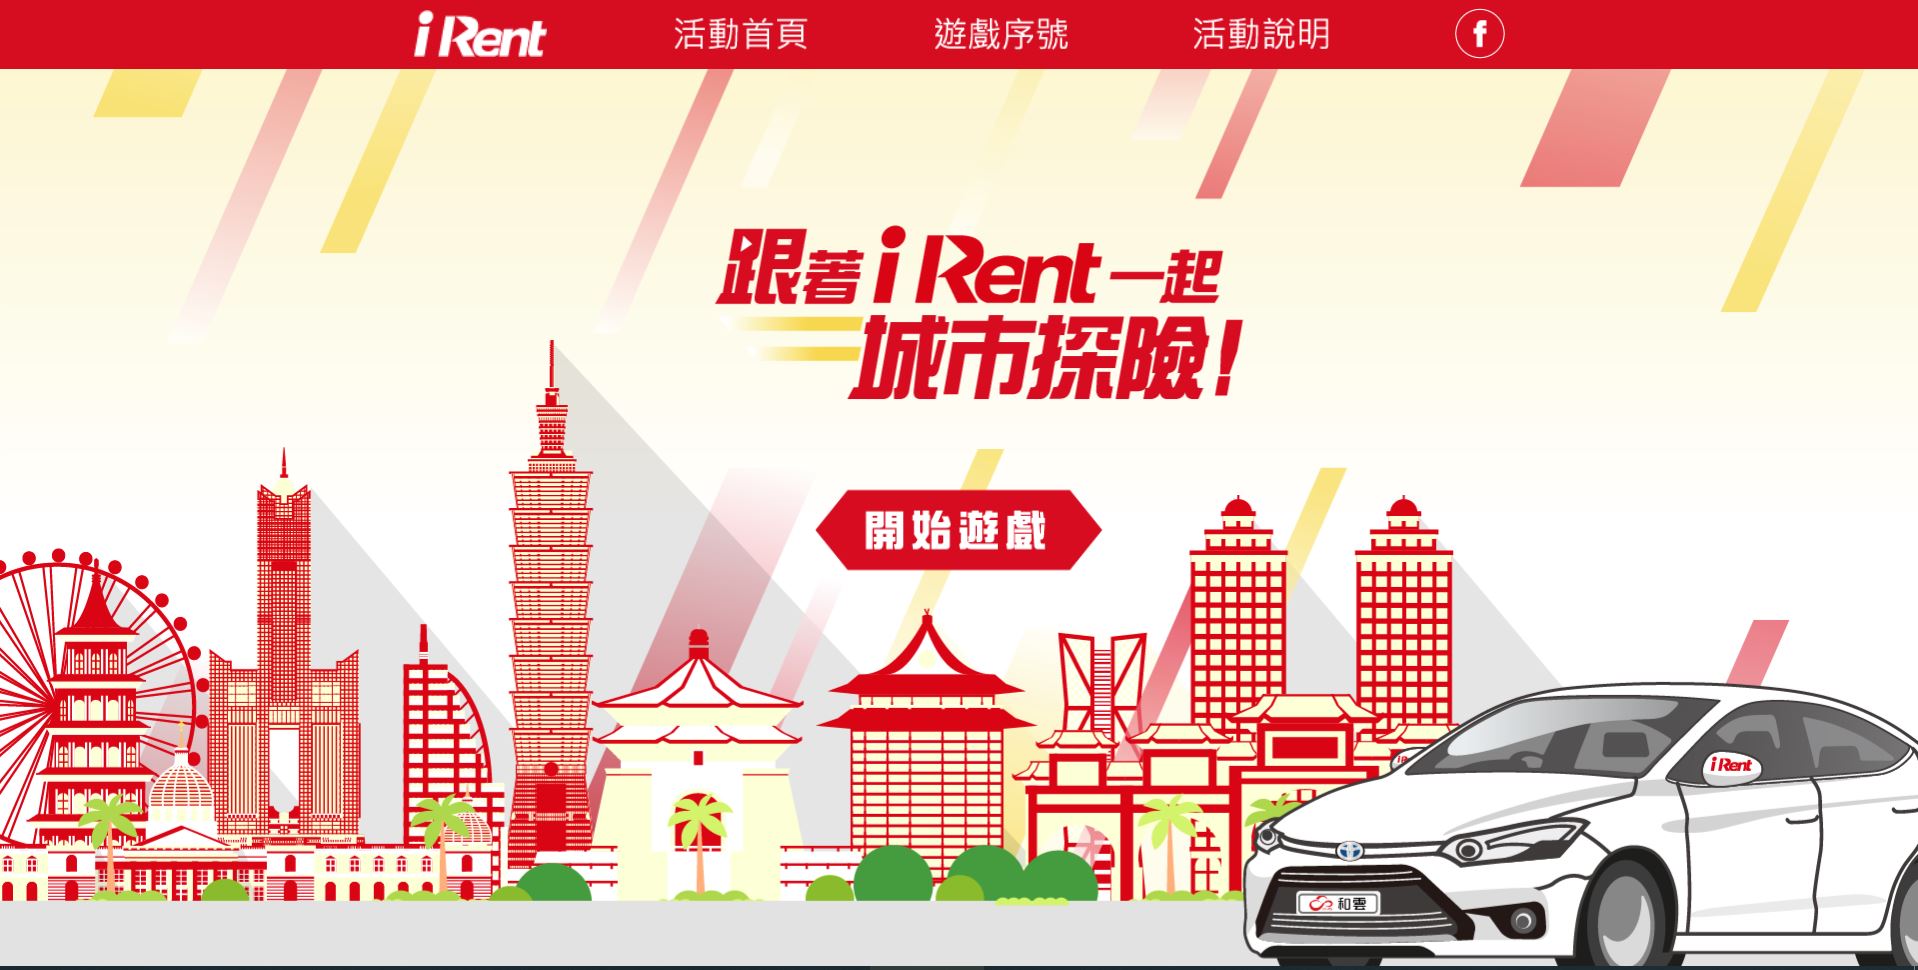 iRent 活動首頁 遊戲序號 活動說明 f
跟著iRent一起
城市探險!
開始遊戲
iRent
和雲